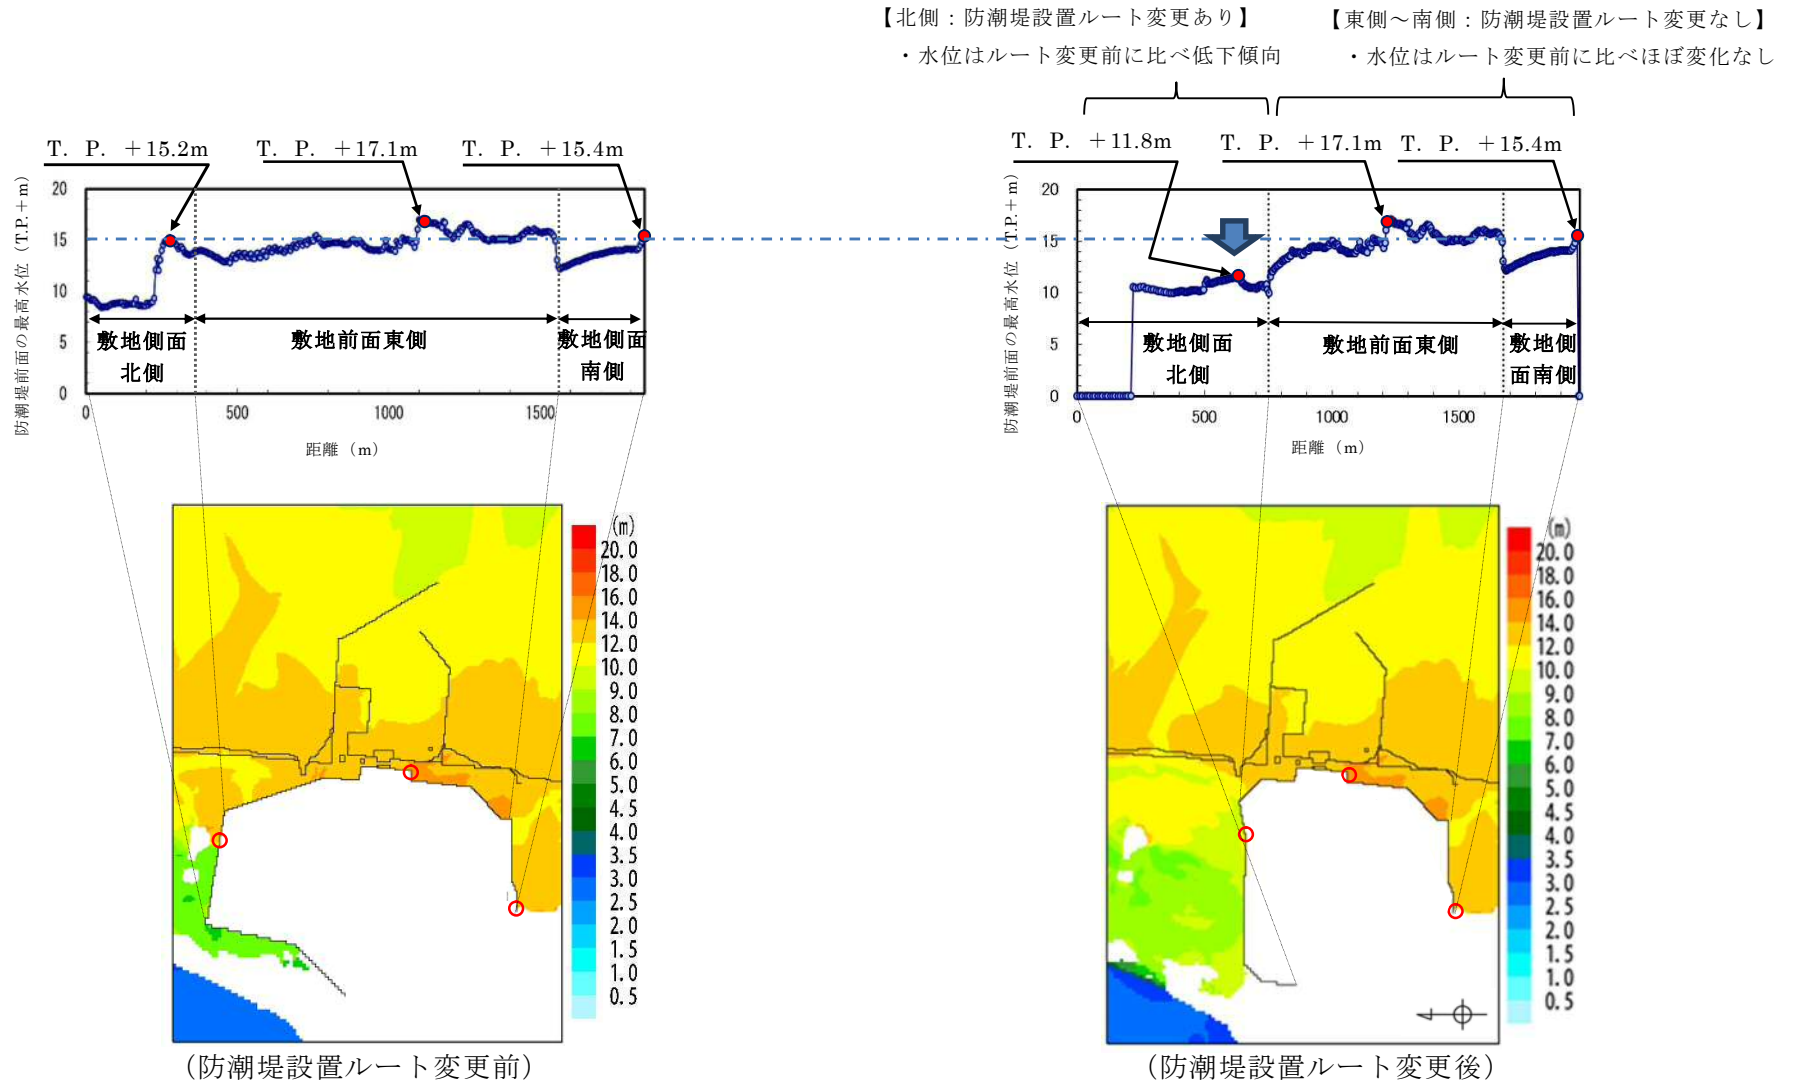 【北側：防潮堤設置ルート変更あり】
・水位はルート変更前に比べ低下傾向
【東側～南側：防潮堤設置ルート変更なし】
・水位はルート変更前に比べほぼ変化なし
T. P. ＋15.2m
T. P. ＋17.1m
T. P. ＋15.4m
防潮堤前面の最高水位（T.P.＋m）
20
15
10
5
0
敷地側面
北側
敷地前面東側
敷地側面
南側
0
500
1000
1500
距離（m）
T. P. ＋11.8m
T. P. ＋17.1m
T. P. ＋15.4m
防潮堤前面の最高水位（T.P.＋m）
20
15
10
5
0
敷地側面
北側
敷地前面東側
敷地側
面南側
0
500
1000
1500
距離（m）
(m)
20.0
18.0
16.0
14.0
12.0
10.0
9.0
8.0
7.0
6.0
5.0
4.5
4.0
3.5
3.0
2.5
2.0
1.5
1.0
0.5
（防潮堤設置ルート変更前）
(m)
20.0
18.0
16.0
14.0
12.0
10.0
9.0
8.0
7.0
6.0
5.0
4.5
4.0
3.5
3.0
2.5
2.0
1.5
1.0
0.5
（防潮堤設置ルート変更後）